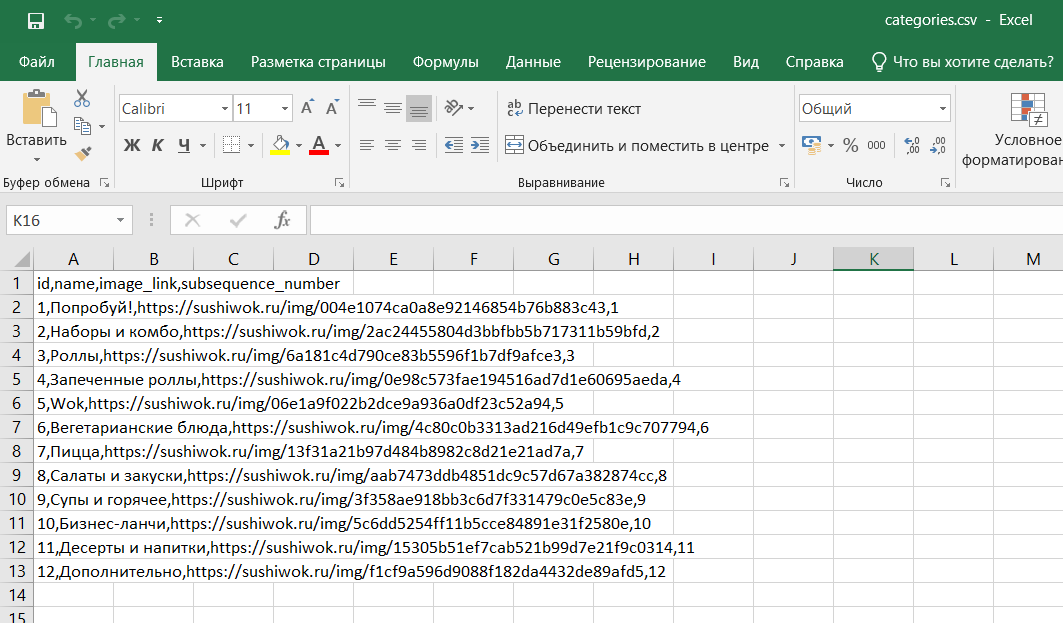 categories.csv - Excel
Файл Главная Вставка Разметка страницы Формулы Данные Рецензирование Вид Справка Что вы хотите сделать?
Calibri 11 ab Перенести текст Общий
Вставить Ж К Ч А Объединить и поместить в центре % 000 Условное
форматирован
Буфер обмена Шрифт Выравнивание Число
K16 fx
A B C D E F G H I J K L M
1 id,name,image_link,subsequence_number
2 1,Попробуй!,https://sushiwok.ru/img/004e1074ca0a8e92146854b76b883c43,1
3 2,Наборы и комбо,https://sushiwok.ru/img/2ac24455804d3bbfbb5b717311b59bfd,2
4 3,Роллы,https://sushiwok.ru/img/6a181c4d790ce83b5596f1b7df9afce3,3
5 4,Запеченные роллы,https://sushiwok.ru/img/0e98c573fae194516ad7d1e60695aeda,4
6 5,Wok,https://sushiwok.ru/img/06e1a9f022b2dce9a936a0df23c52a94,5
7 6,Вегетарианские блюда,https://sushiwok.ru/img/4c80c0b3313ad216d49efb1c9c707794,6
8 7,Пицца,https://sushiwok.ru/img/13f31a21b97d484b8982c8d21e21ad7a,7
9 8,Салаты и закуски,https://sushiwok.ru/img/aab7473ddb4851dc9c57d67a382874cc,8
10 9,Супы и горячее,https://sushiwok.ru/img/3f358ae918bb3c6d7f331479c0e5c83e,9
11 10,Бизнес-ланчи,https://sushiwok.ru/img/5c6dd5254ff11b5cce84891e31f2580e,10
12 11,Десерты и напитки,https://sushiwok.ru/img/15305b51ef7cab521b99d7e21f9c0314,11
13 12,Дополнительно,https://sushiwok.ru/img/f1cf9a596d9088f182da4432de89afd5,12
14
15